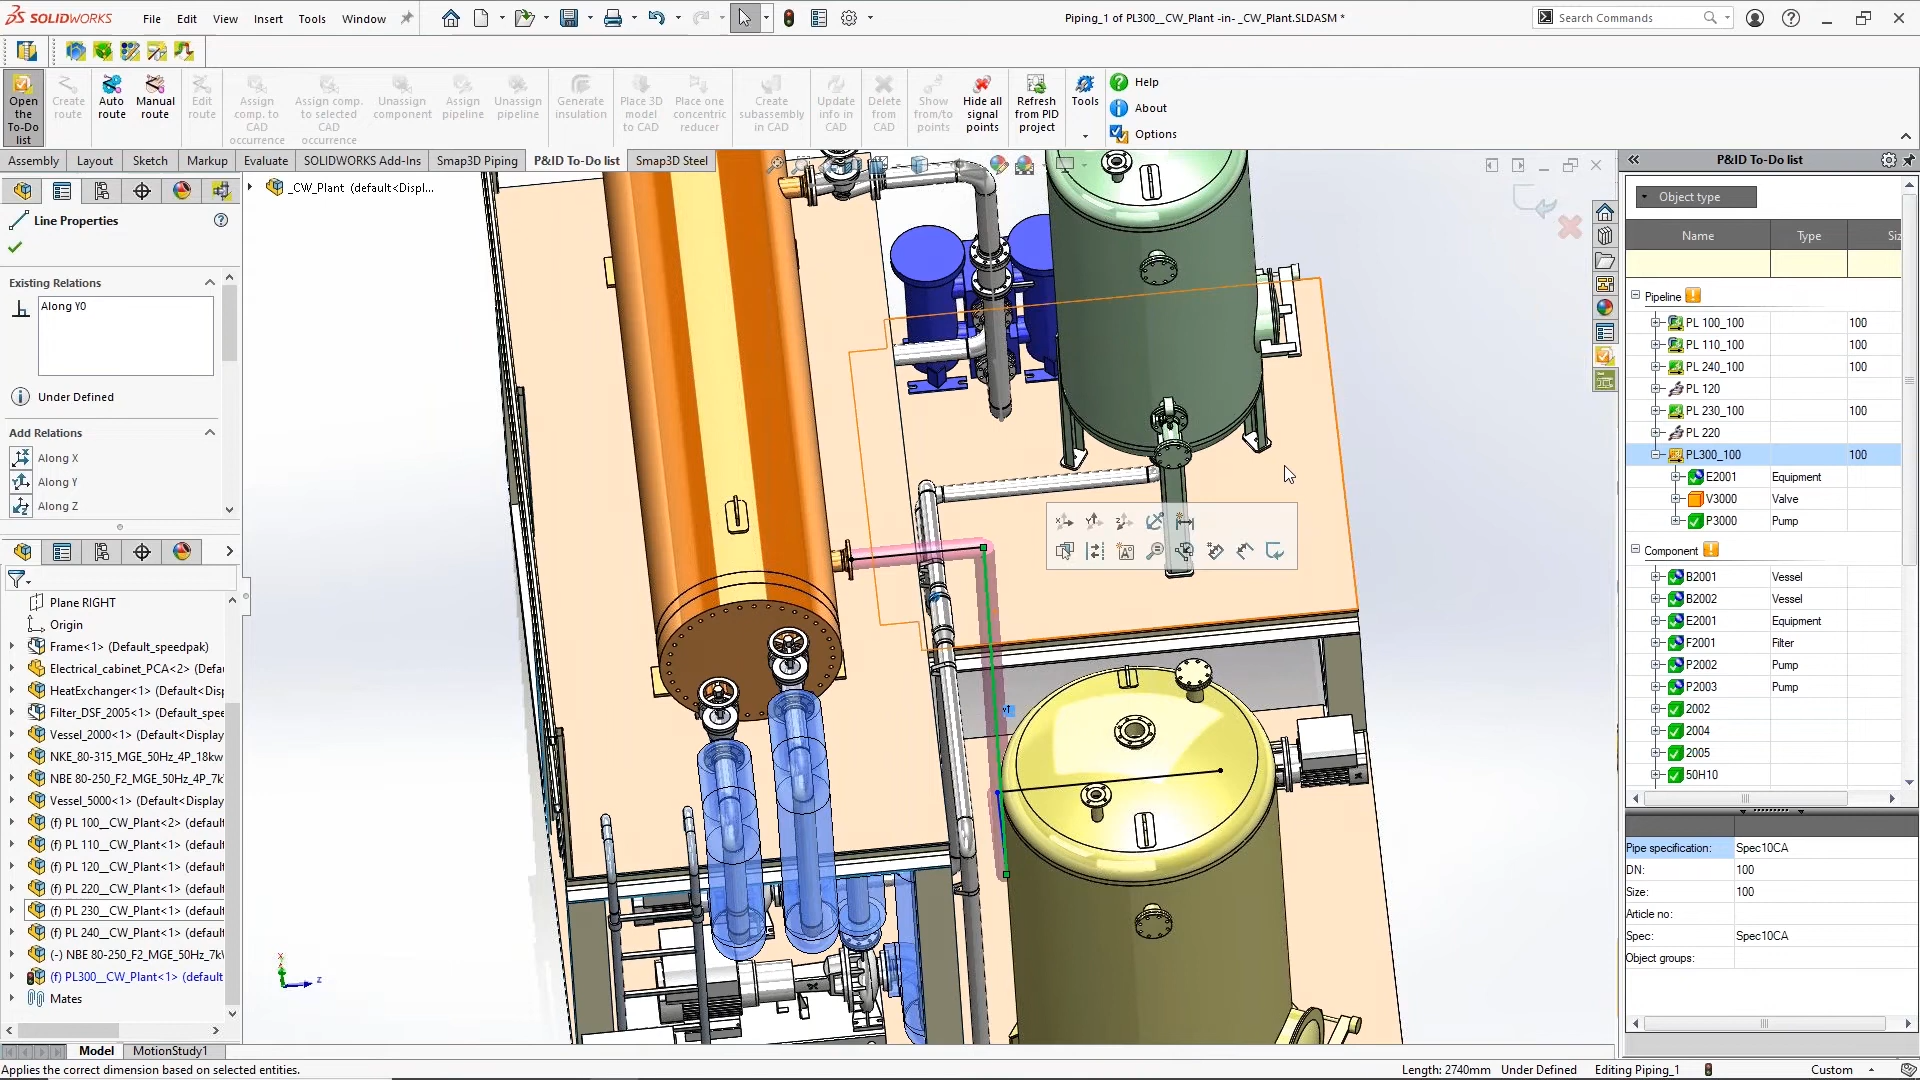 SOLIDWORKS
File Edit View Insert Tools Window
Piping_1 of PL300__CW_Plant -in- _CW_Plant.SLDASM *
Search Commands
Open the To-Do list
Create route
Auto route
Manual route
Edit route
Assign comp. to CAD occurrence
Assign comp. to selected CAD occurrence
Unassign component
Assign pipeline
Unassign pipeline
Generate insulation
Place 3D model to CAD
Place one concentric reducer
Create subassembly in CAD
Update info in CAD
Delete from CAD
Show from/to points
Hide all signal points
Refresh from PID project
Tools
Help
About
Options
Assembly Layout Sketch Markup Evaluate SOLIDWORKS Add-Ins Smap3D Piping P&ID To-Do list Smap3D Steel
_CW_Plant (default<Displ...
Line Properties
Existing Relations
Along Y0
Under Defined
Add Relations
Along X
Along Y
Along Z
Plane RIGHT
Origin
Frame<1> (Default_speedpak)
Electrical_cabinet_PCA<2> (Defau
HeatExchanger<1> (Default<Disp
Filter_DSF_2005<1> (Default_spee
Vessel_2000<1> (Default<Display
NKE 80-315_MGE_50Hz_4P_18kw
NBE 80-250_F2_MGE_50Hz_4P_7k
Vessel_5000<1> (Default<Display
(f) PL 100__CW_Plant<2> (defaul
(f) PL 110__CW_Plant<1> (defaul
(f) PL 120__CW_Plant<1> (defaul
(f) PL 220__CW_Plant<1> (defaul
(f) PL 230__CW_Plant<1> (defaul
(f) PL 240__CW_Plant<1> (defaul
(-) NBE 80-250_F2_MGE_50Hz_7k
(f) PL300__CW_Plant<1> (default
Mates
Model MotionStudy1
Applies the correct dimension based on selected entities.
P&ID To-Do list
Object type
Name Type Siz
Pipeline
PL 100_100 100
PL 110_100 100
PL 240_100 100
PL 120
PL 230_100 100
PL 220
PL300_100 100
E2001 Equipment
V3000 Valve
P3000 Pump
Component
B2001 Vessel
B2002 Vessel
E2001 Equipment
F2001 Filter
P2002 Pump
P2003 Pump
2002
2004
2005
50H10
Pipe specification: Spec10CA
DN: 100
Size: 100
Article no:
Spec: Spec10CA
Object groups:
Length: 2740mm Under Defined Editing Piping_1 Custom